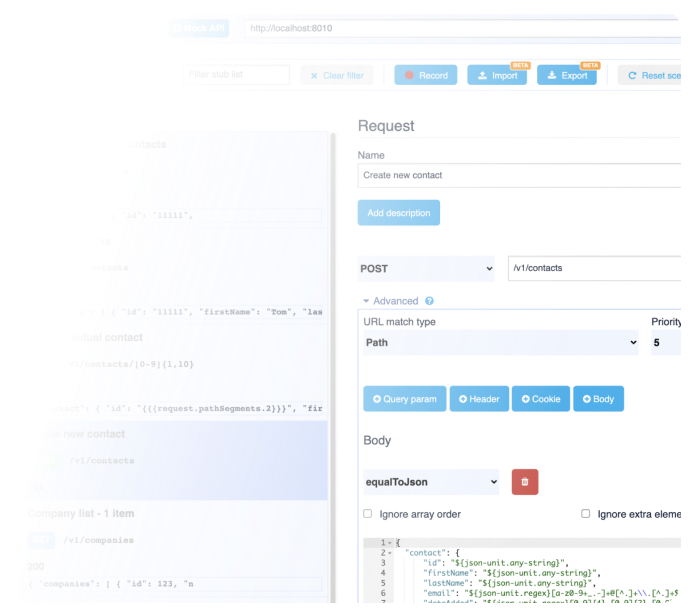 Mock API
http://localhost:8010
Filter stub list
Clear filter
Record
Import
BETA
Export
BETA
Reset sce
contacts
"id": "11111",
contacts
"id": "11111", "firstName": "Tom", "las
contact
/v1/contacts/[0-9]{1,10}
"contact": { "id": "{{{request.pathSegments.2}}}", "fir
new contact
/v1/contacts
Company list - 1 item
GET /v1/companies
200
{ "companies": [ { "id": 123, "n
Request
Name
Create new contact
Add description
POST
/v1/contacts
Advanced
URL match type
Priority
Path
5
Query param
Header
Cookie
Body
Body
equalToJson
Ignore array order
Ignore extra eleme
1 {
2 "contact": {
3 "id": "${json-unit.any-string}",
4 "firstName": "${json-unit.any-string}",
5 "lastName": "${json-unit.any-string}",
6 "email": "${json-unit.regex}[a-z0-9+_.-]+@[^.]+\\.[^.]+$